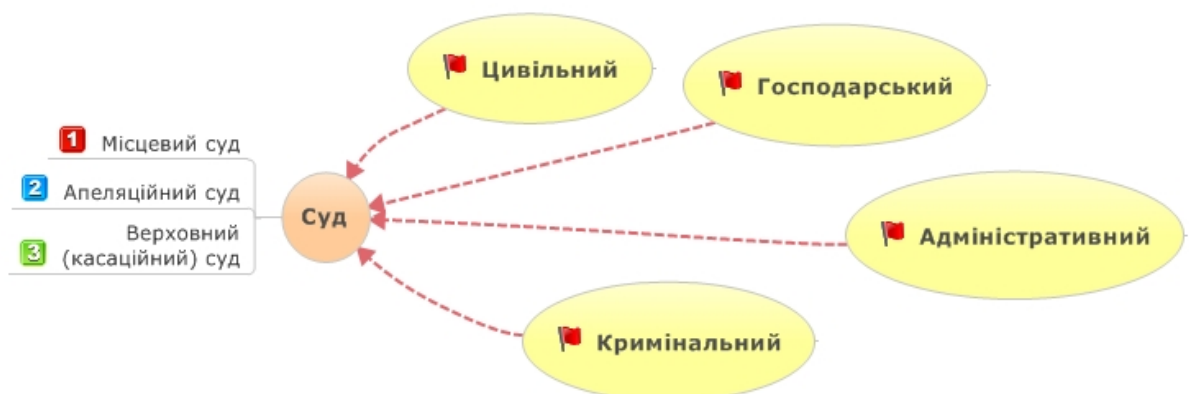 Цивільний
Господарський
1 Місцевий суд
2 Апеляційний суд
3 Верховний
(касаційний) суд
Суд
Адміністративний
Кримінальний